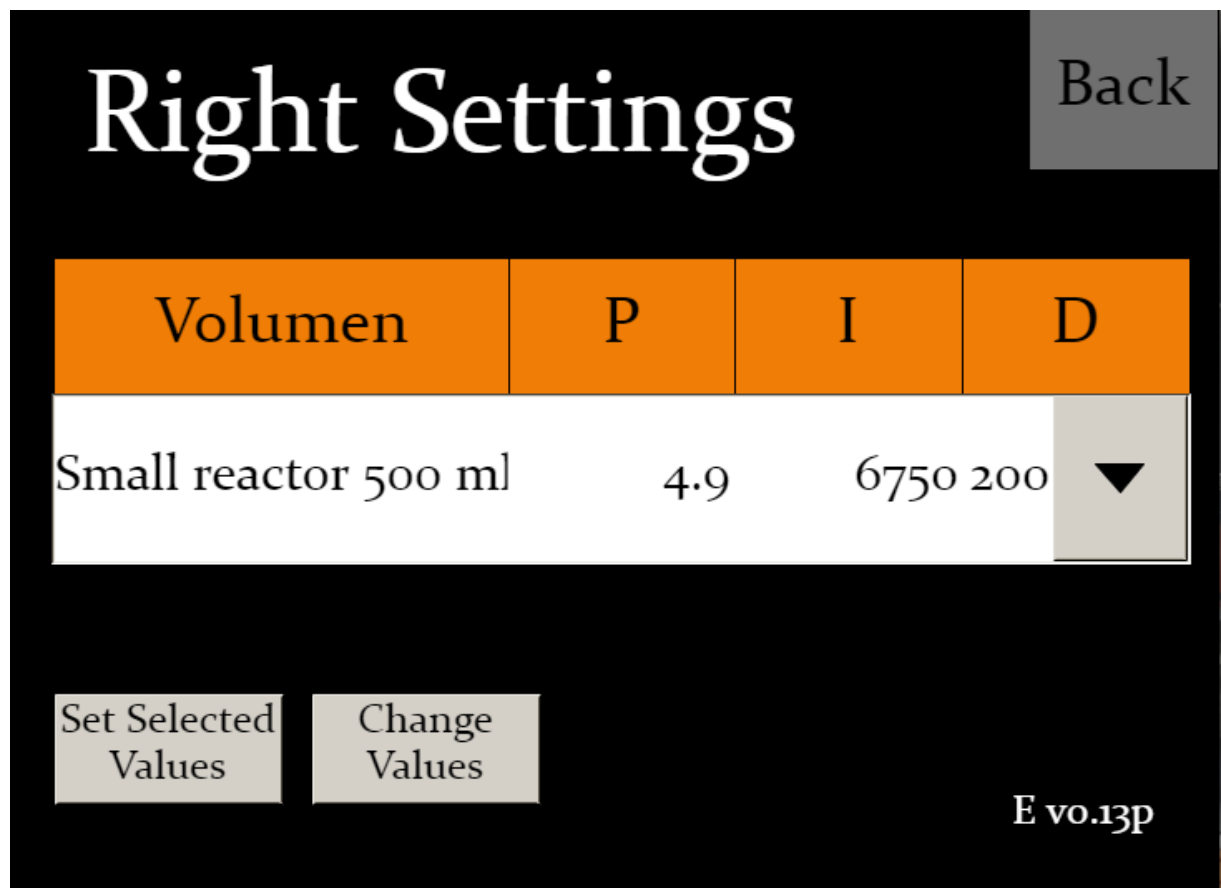 Right Settings
Back
Volumen P I D
Small reactor 500 ml 4.9 6750 200
Set Selected
Values
Change
Values
E v0.13p